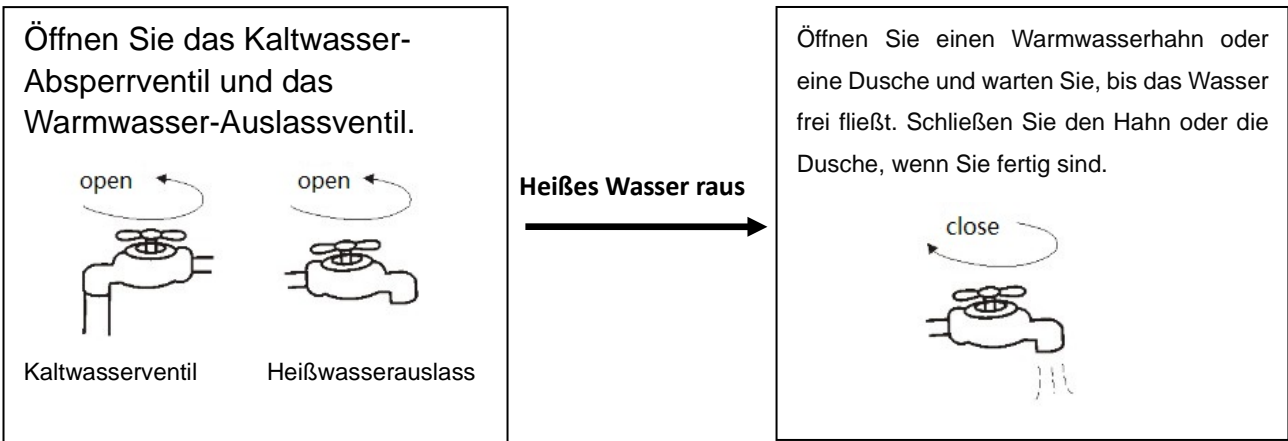 Öffnen Sie das Kaltwasser-
Absperrventil und das
Warmwasser-Auslassventil.
open
open
Kaltwasserventil
Heißwasserauslass
Heißes Wasser raus
Öffnen Sie einen Warmwasserhahn oder
eine Dusche und warten Sie, bis das Wasser
frei fließt. Schließen Sie den Hahn oder die
Dusche, wenn Sie fertig sind.
close